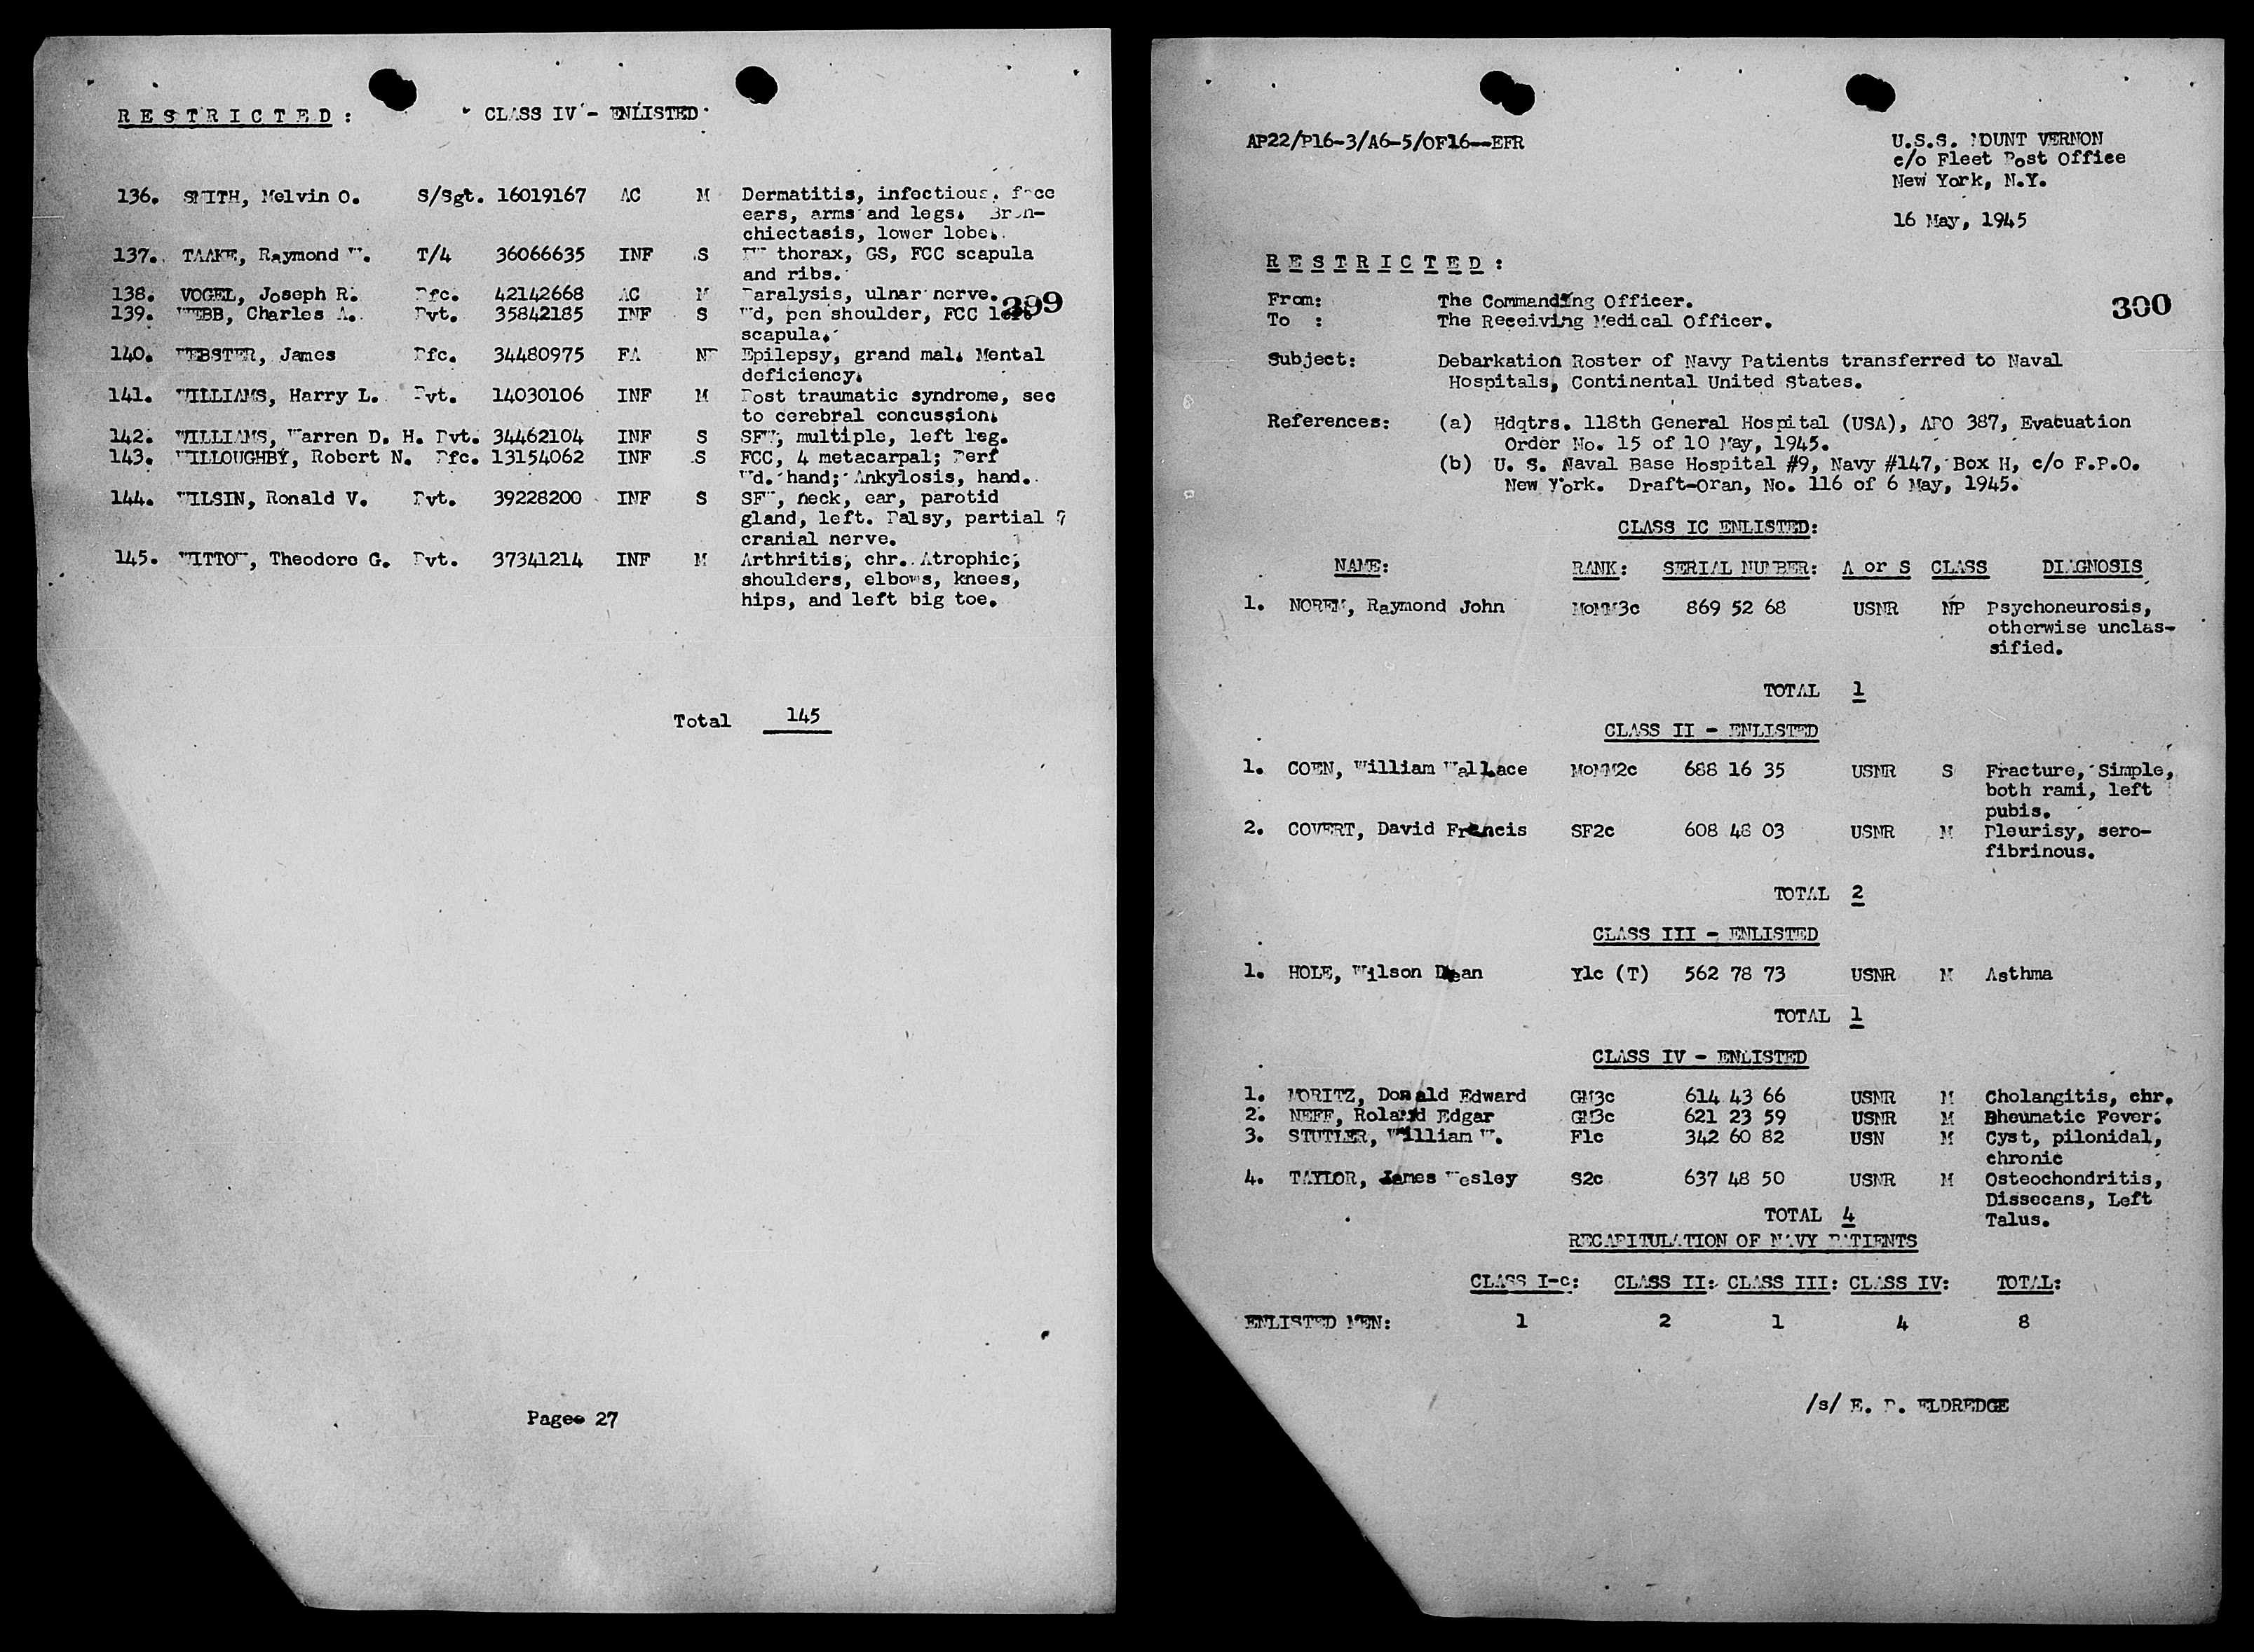 R E S T R I C T E D : CLASS IV - ENLISTED
136. SMITH, Melvin O. S/Sgt. 16019167 AC M Dermatitis, infectious, face
ears, arms and legs. Bron-
chiectasis, lower lobe.
137. TAAKE, Raymond W. T/4 36066635 INF S thorax, GS, FCC scapula
and ribs.
138. VOGEL, Joseph R. Pfc. 42142668 AC M Paralysis, ulnar nerve.
399
139. WEBB, Charles A. Pvt. 35842185 INF S Wd, pen shoulder, FCC left
scapula.
140. WEBSTER, James Pfc. 34480975 FA NP Epilepsy, grand mal. Mental
deficiency.
141. WILLIAMS, Harry L. Pvt. 14030106 INF M Post traumatic syndrome, sec
to cerebral concussion.
142. WILLIAMS, Warren D. H. Pvt. 34462104 INF S SFW, multiple, left leg.
143. WILLOUGHBY, Robert N. Pfc. 13154062 INF S FCC, 4 metacarpal; Perf
Wd. hand; Ankylosis, hand.
144. WILSIN, Ronald V. Pvt. 39228200 INF S SFW, neck, ear, parotid
gland, left. Palsy, partial 7
cranial nerve.
145. WITTOW, Theodore G. Pvt. 37341214 INF M Arthritis, chr. Atrophic,
shoulders, elbows, knees,
hips, and left big toe.
Total 145
Page 27
AP22/P16-3/A6-5/OF16--EFR
U.S.S. MOUNT VERNON
c/o Fleet Post Office
New York, N.Y.
16 May, 1945
R E S T R I C T E D :
From: The Commanding Officer.
300
To : The Receiving Medical Officer.
Subject: Debarkation Roster of Navy Patients transferred to Naval
Hospitals, Continental United States.
References: (a) Hdqtrs. 118th General Hospital (USA), APO 387, Evacuation
Order No. 15 of 10 May, 1945.
(b) U. S. Naval Base Hospital #9, Navy #147, Box H, c/o F.P.O.
New York. Draft-Oran, No. 116 of 6 May, 1945.
CLASS IC ENLISTED:
NAME: RANK: SERIAL NUMBER: A or S CLASS DIAGNOSIS
1. NOREM, Raymond John MoMM3c 869 52 68 USNR NP Psychoneurosis,
otherwise unclas-
sified.
TOTAL 1
CLASS II - ENLISTED
1. COEN, William Wallace MoMM2c 688 16 35 USNR S Fracture, Simple,
both rami, left
pubis.
2. COVERT, David Francis SF2c 608 48 03 USNR M Pleurisy, sero-
fibrinous.
TOTAL 2
CLASS III - ENLISTED
1. HOLE, Wilson Dean Y1c (T) 562 78 73 USNR M Asthma
TOTAL 1
CLASS IV - ENLISTED
1. MORITZ, Donald Edward GM3c 614 43 66 USNR M Cholangitis, chr.
2. NEFF, Roland Edgar GM3c 621 23 59 USNR M Rheumatic Fever.
3. STUTLER, William W. F1c 342 60 82 USN M Cyst, pilonidal,
chronic
4. TAYLOR, James Wesley S2c 637 48 50 USNR M Osteochondritis,
Dissecans, Left
Talus.
TOTAL 4
RECAPITULATION OF NAVY PATIENTS
CLASS I-c: CLASS II: CLASS III: CLASS IV: TOTAL:
ENLISTED MEN: 1 2 1 4 8
/s/ E. P. ELDREDGE